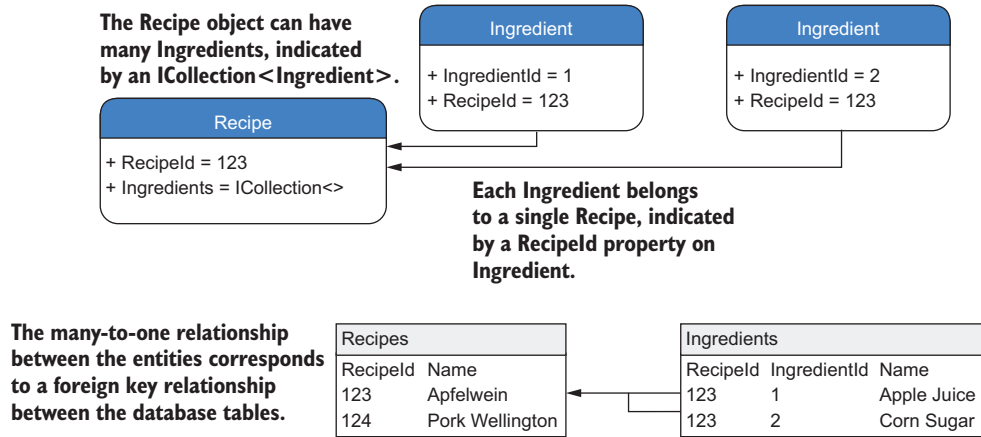 The Recipe object can have
many Ingredients, indicated
by an ICollection<Ingredient>.
Ingredient
+ IngredientId = 1
+ RecipeId = 123
Ingredient
+ IngredientId = 2
+ RecipeId = 123
Recipe
+ RecipeId = 123
+ Ingredients = ICollection<>
Each Ingredient belongs
to a single Recipe, indicated
by a RecipeId property on
Ingredient.
The many-to-one relationship
between the entities corresponds
to a foreign key relationship
between the database tables.
Recipes
RecipeId Name
123 Apfelwein
124 Pork Wellington
Ingredients
RecipeId IngredientId Name
123 1 Apple Juice
123 2 Corn Sugar